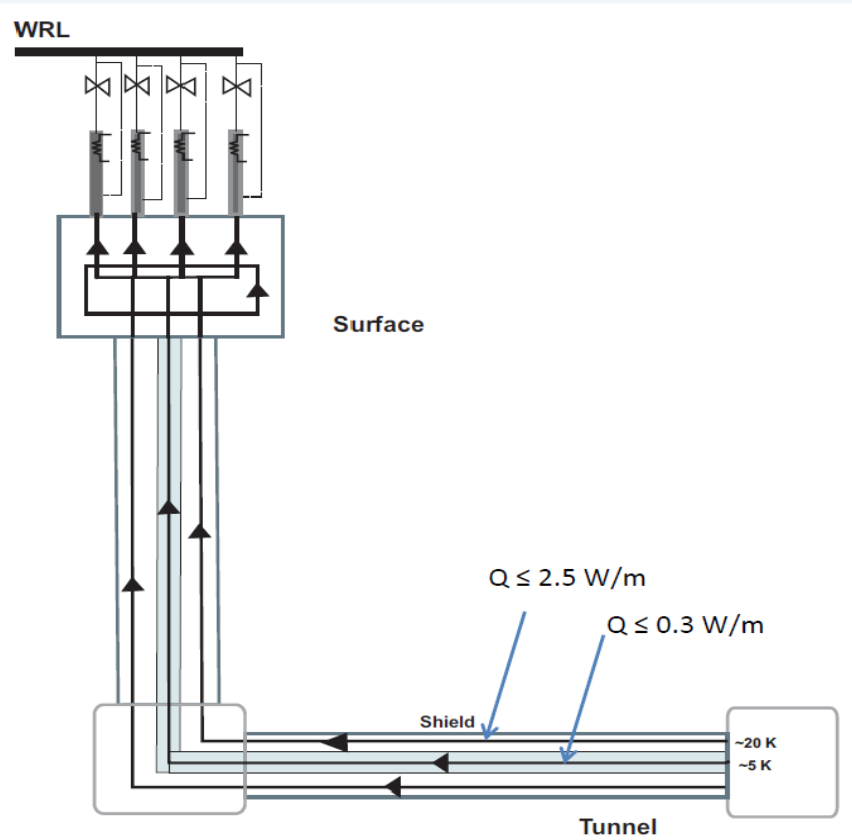 WRL
Surface
Q ≤ 2.5 W/m
Q ≤ 0.3 W/m
Shield
~20 K
~5 K
Tunnel